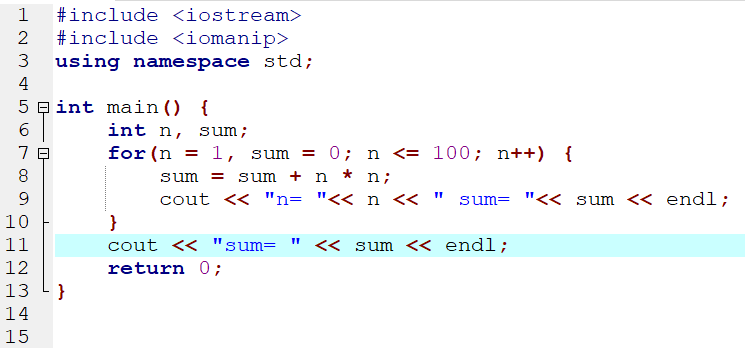 1 #include <iostream>
2 #include <iomanip>
3 using namespace std;
4
5 int main() {
6 int n, sum;
7 for(n = 1, sum = 0; n <= 100; n++) {
8 sum = sum + n * n;
9 cout << "n= "<< n << " sum= "<< sum << endl;
10 }
11 cout << "sum= " << sum << endl;
12 return 0;
13 }
14
15